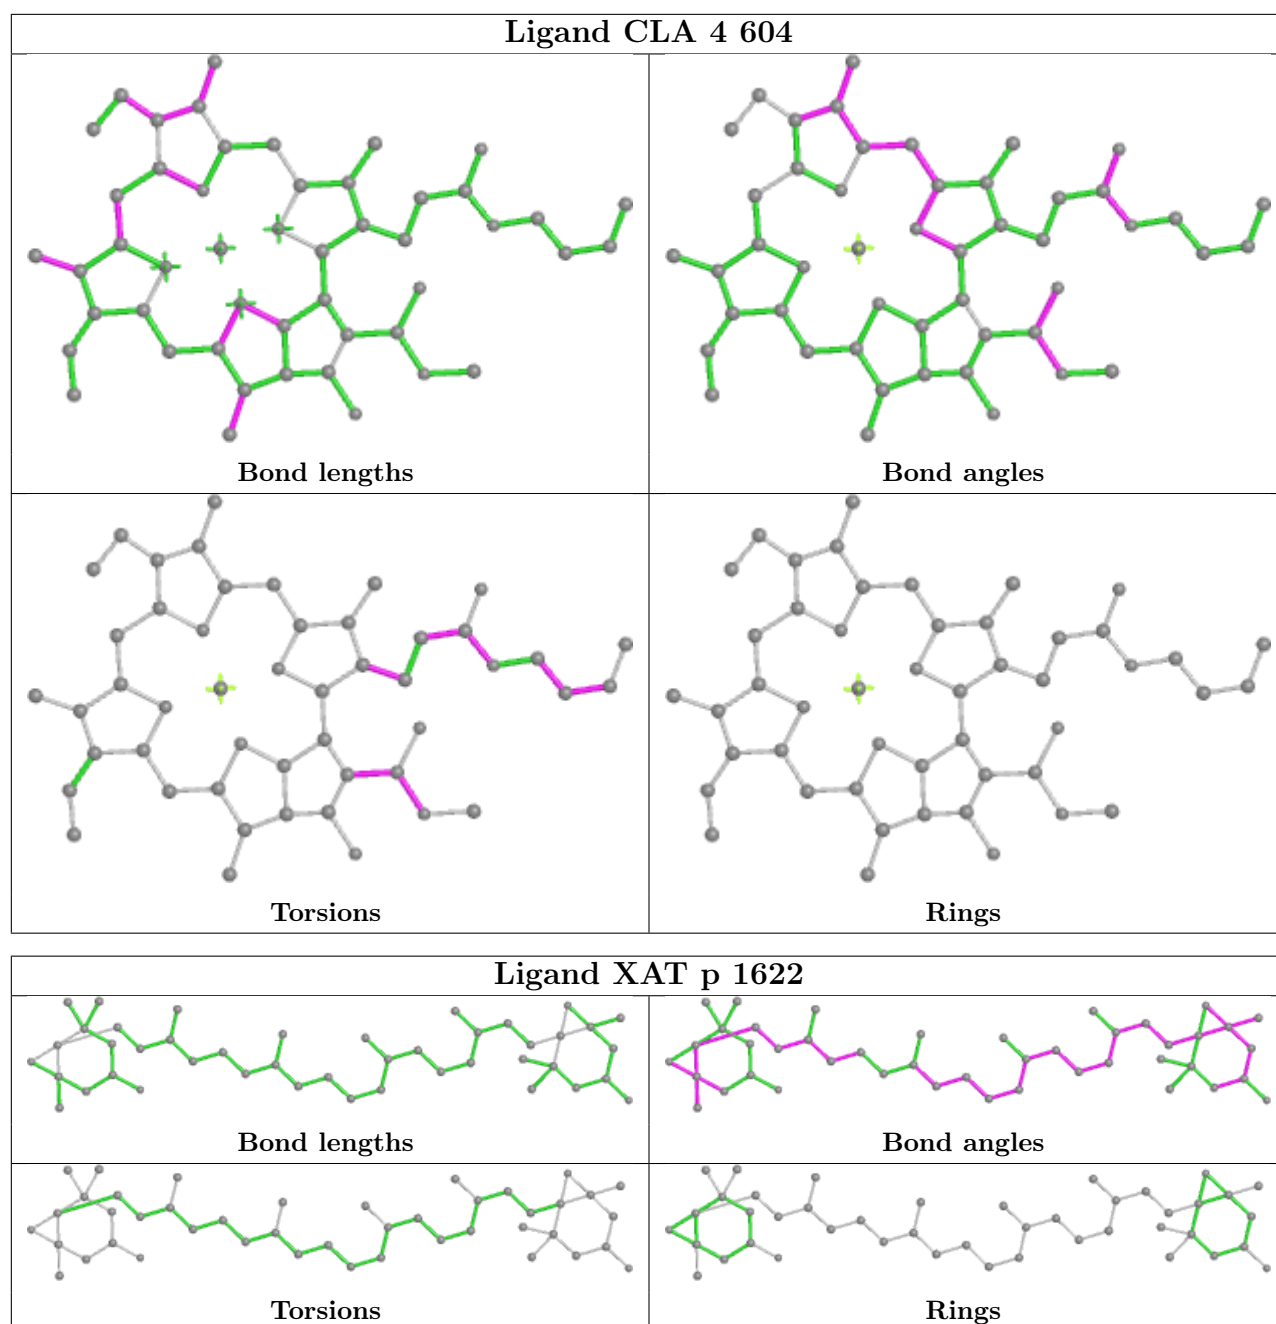 Ligand CLA 4 604
Bond lengths
Bond angles
Torsions
Rings
Ligand XAT p 1622
Bond lengths
Bond angles
Torsions
Rings